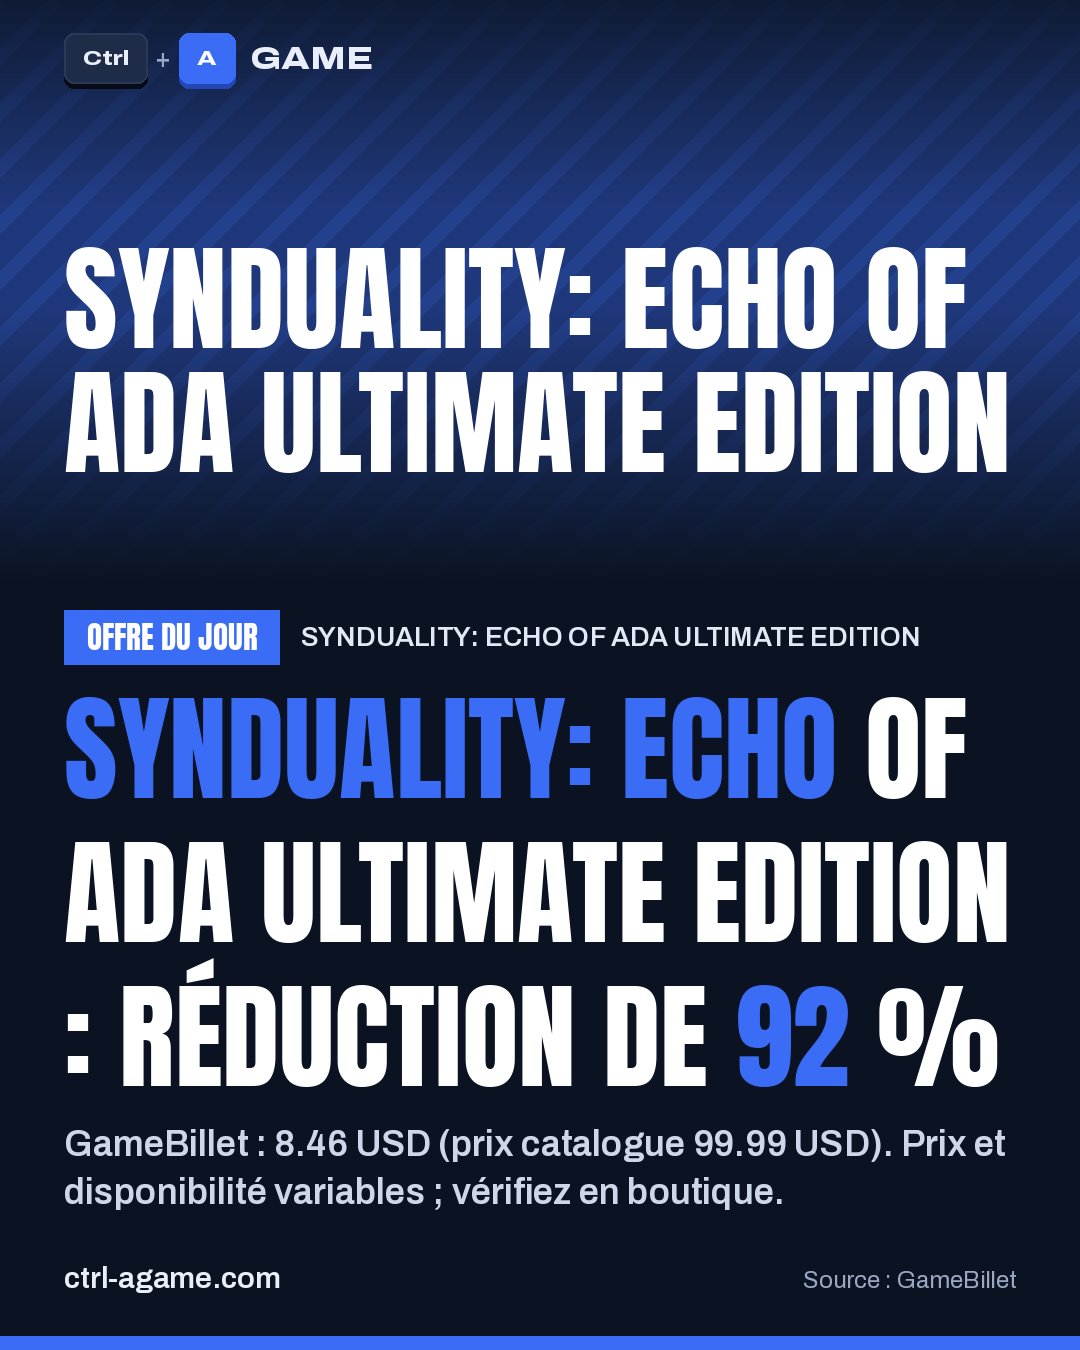 Ctrl + A GAME
SYNDUALITY: ECHO OF
ADA ULTIMATE EDITION
OFFRE DU JOUR SYNDUALITY: ECHO OF ADA ULTIMATE EDITION
SYNDUALITY: ECHO OF
ADA ULTIMATE EDITION
: RÉDUCTION DE 92 %
GameBillet : 8.46 USD (prix catalogue 99.99 USD). Prix et
disponibilité variables ; vérifiez en boutique.
ctrl-agame.com Source : GameBillet